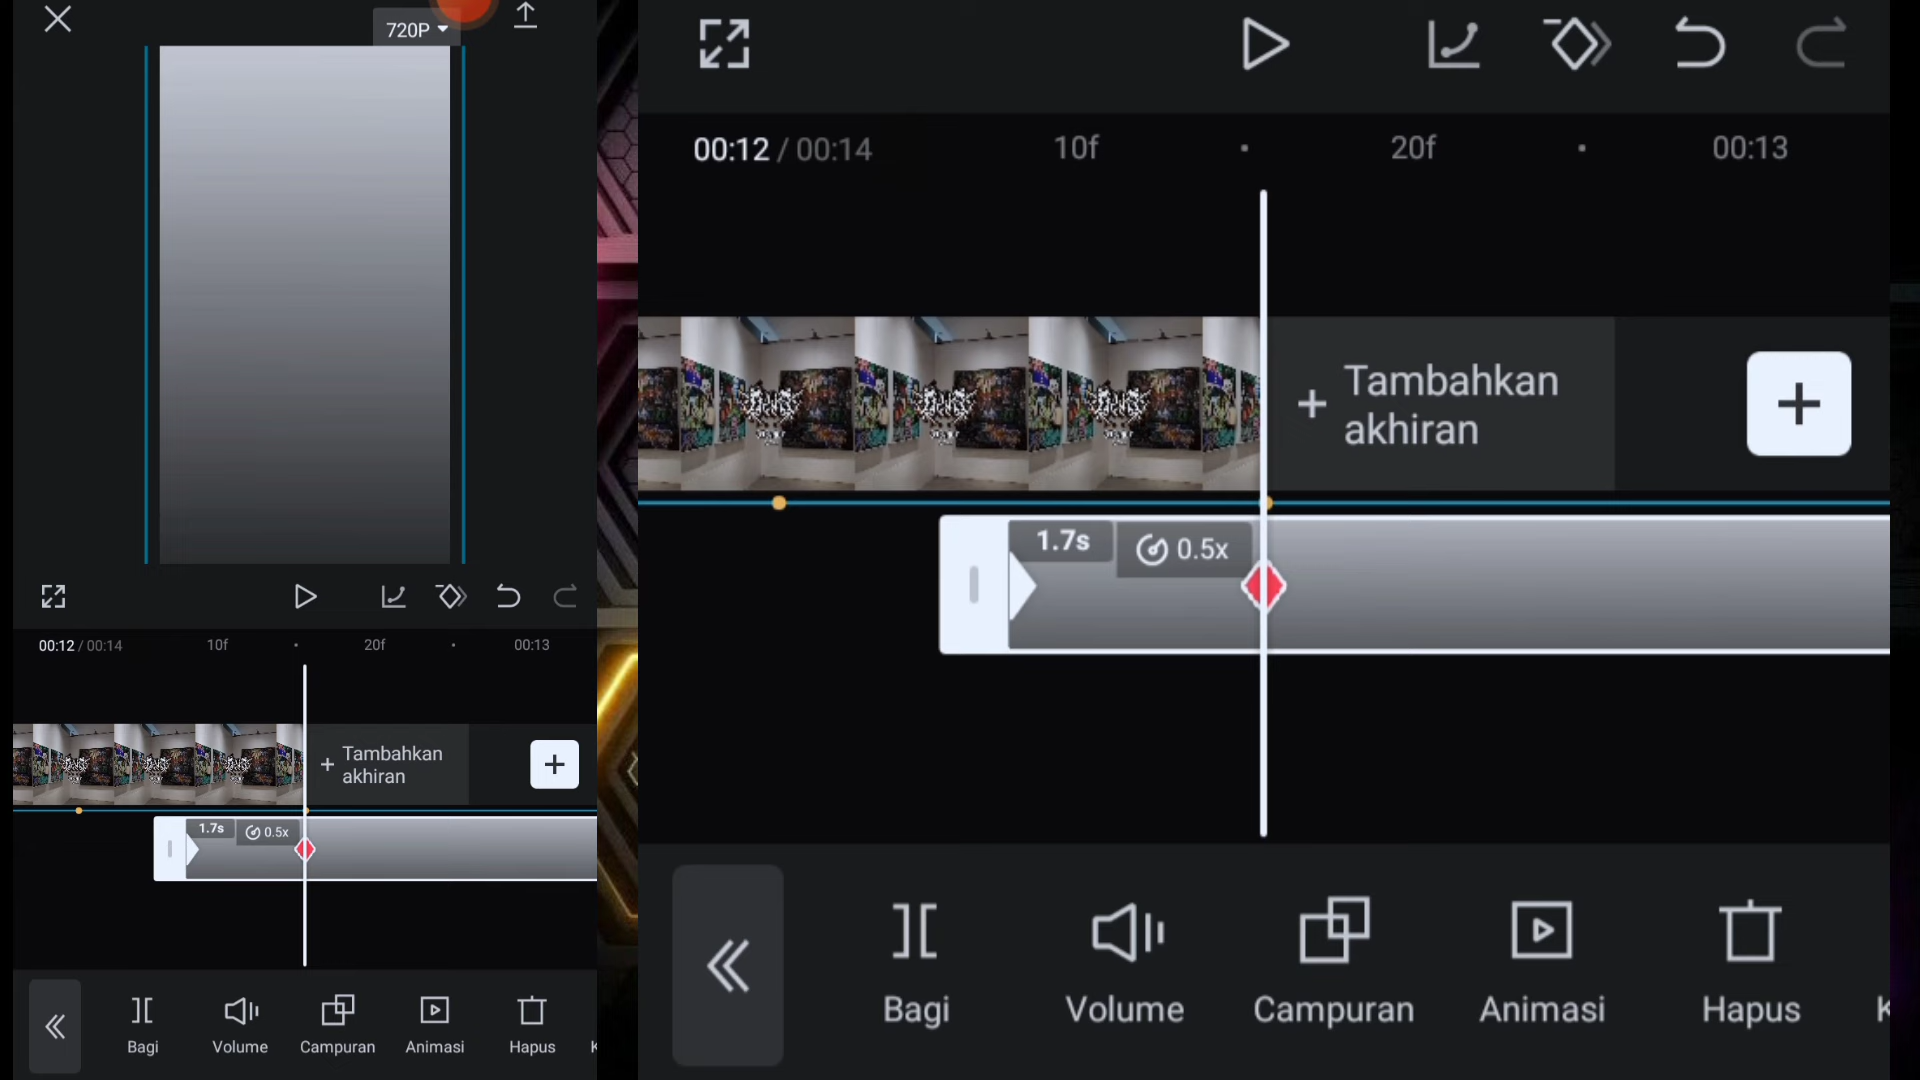 720P
00:12 / 00:14
10f
20f
00:13
+ Tambahkan
akhiran
1.7s
0.5x
Bagi
Volume
Campuran
Animasi
Hapus
00:12 / 00:14
10f
20f
00:13
+ Tambahkan
akhiran
1.7s
0.5x
Bagi
Volume
Campuran
Animasi
Hapus